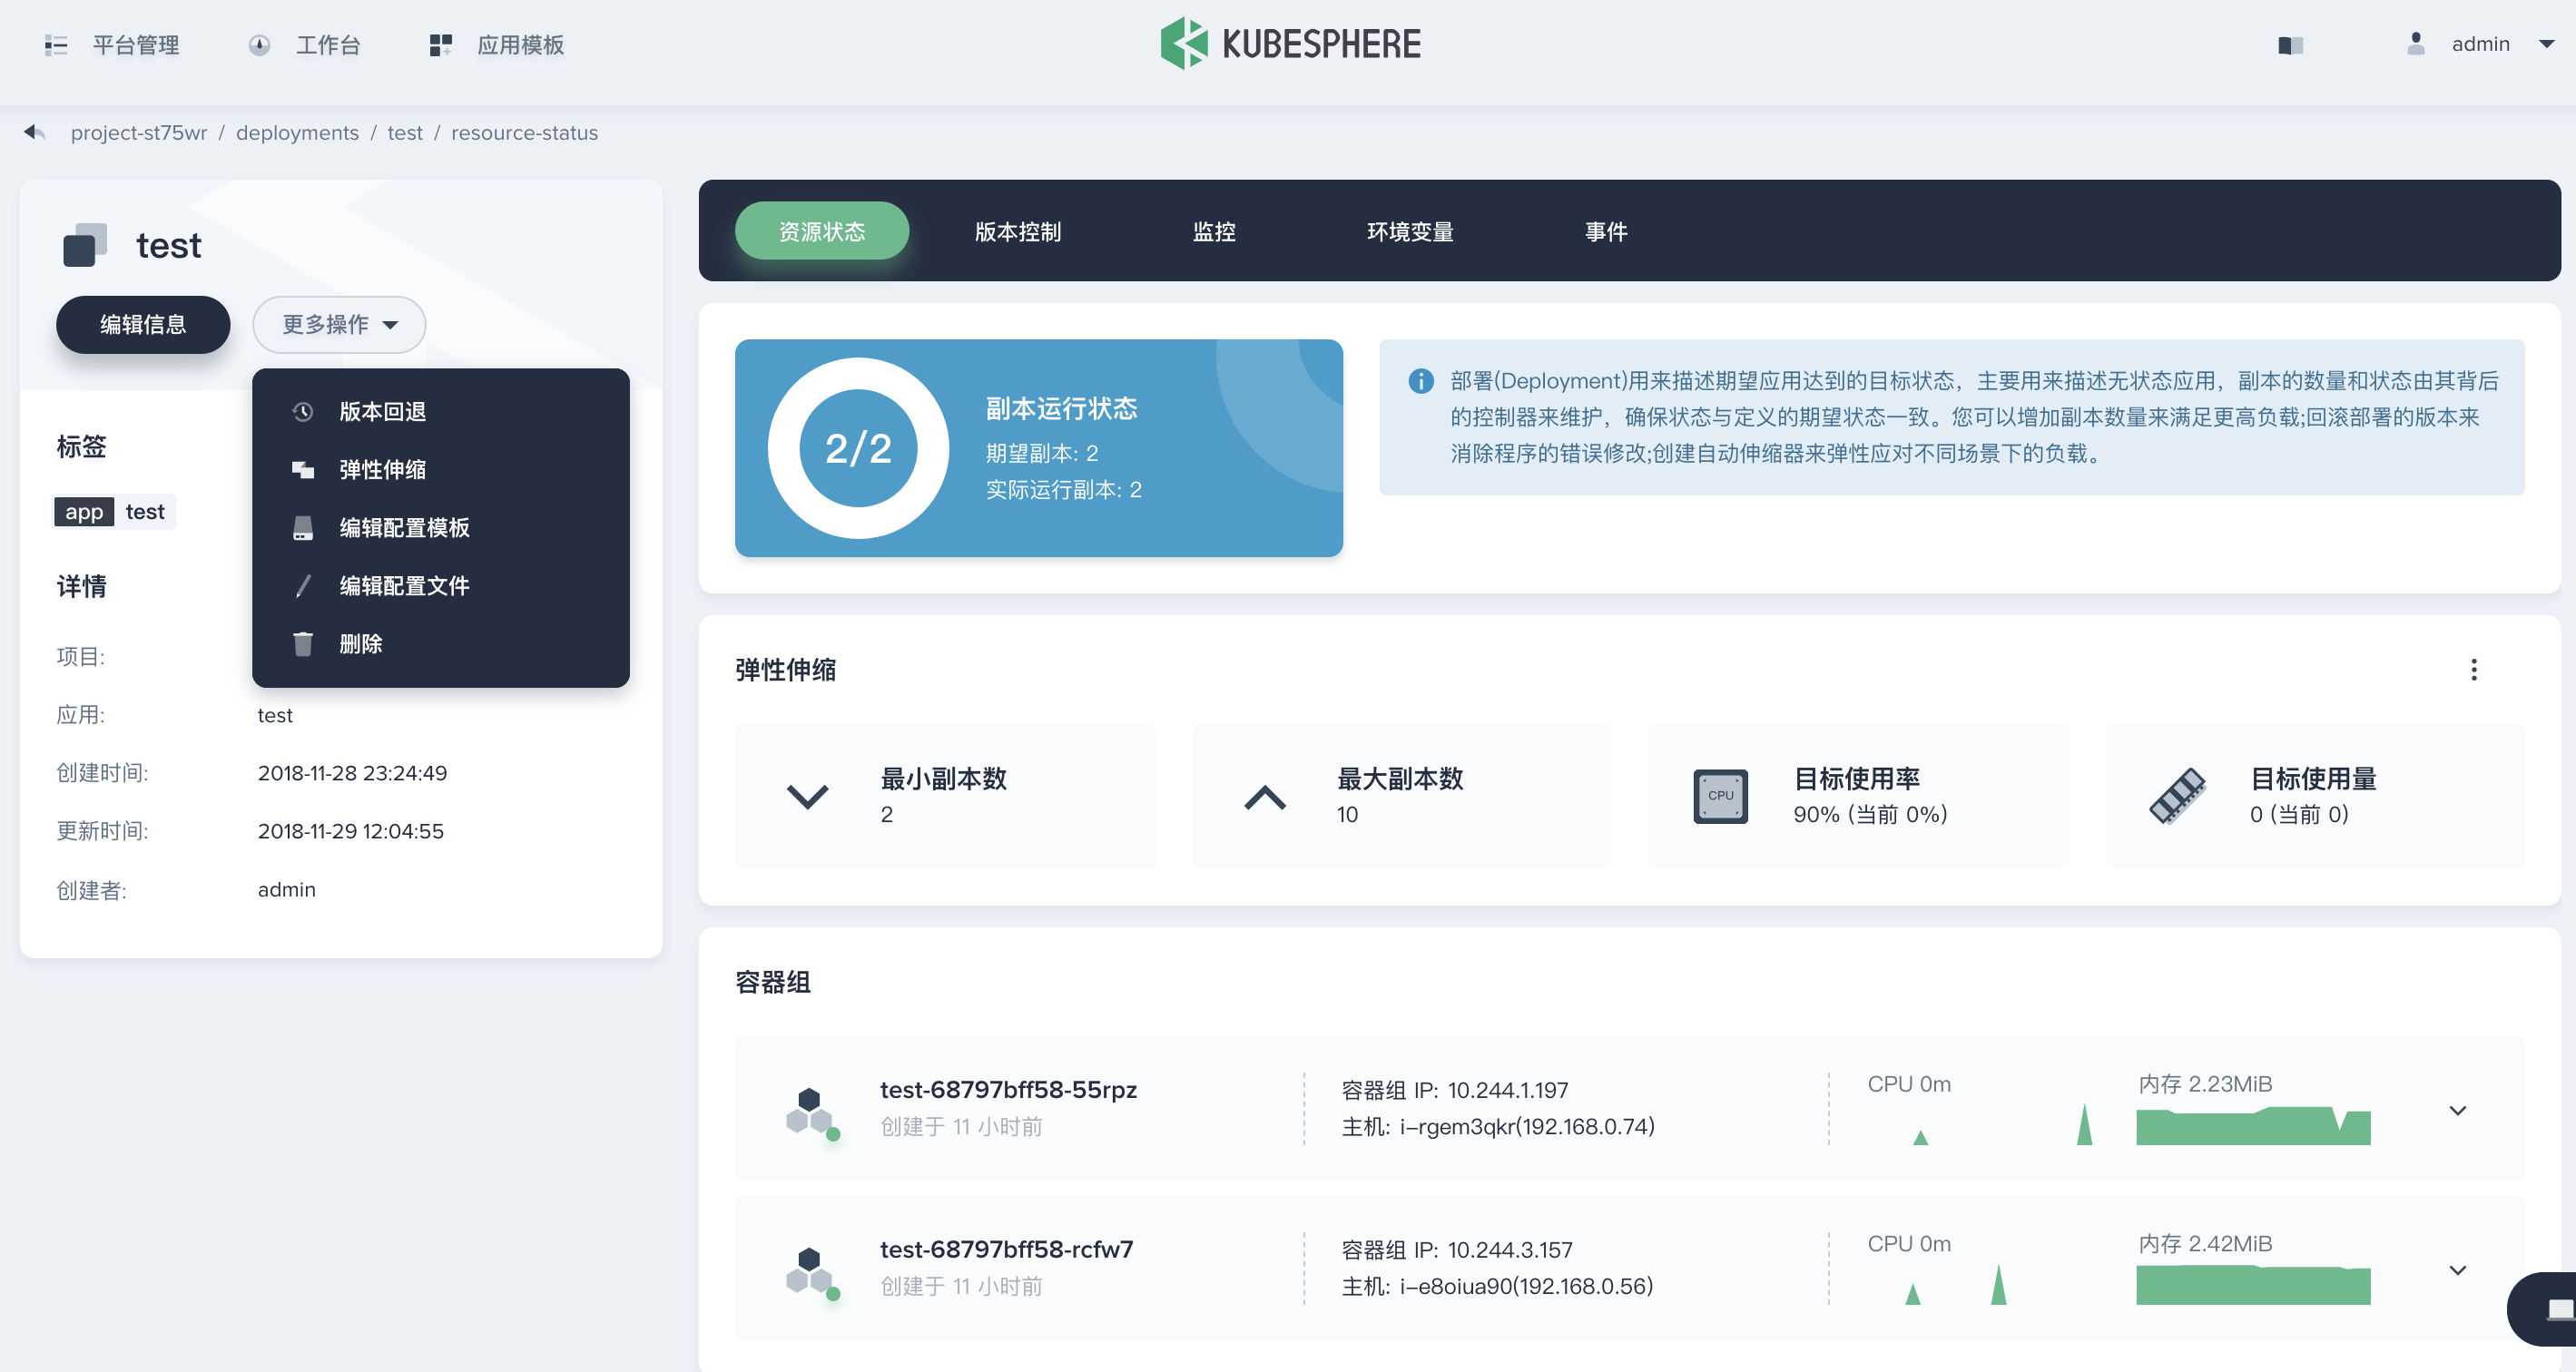 平台管理
工作台
应用模板
KUBESPHERE
admin
project-st75wr / deployments / test / resource-status
test
编辑信息
更多操作
版本回退
弹性伸缩
编辑配置模板
编辑配置文件
删除
标签
app test
详情
项目:
应用: test
创建时间: 2018-11-28 23:24:49
更新时间: 2018-11-29 12:04:55
创建者: admin
资源状态
版本控制
监控
环境变量
事件
2/2
副本运行状态
期望副本: 2
实际运行副本: 2
部署(Deployment)用来描述期望应用达到的目标状态，主要用来描述无状态应用，副本的数量和状态由其背后
的控制器来维护，确保状态与定义的期望状态一致。您可以增加副本数量来满足更高负载;回滚部署的版本来
消除程序的错误修改;创建自动伸缩器来弹性应对不同场景下的负载。
弹性伸缩
最小副本数
2
最大副本数
10
CPU
目标使用率
90% (当前 0%)
目标使用量
0 (当前 0)
容器组
test-68797bff58-55rpz
创建于 11 小时前
容器组 IP: 10.244.1.197
主机: i-rgem3qkr(192.168.0.74)
CPU 0m
内存 2.23MiB
test-68797bff58-rcfw7
创建于 11 小时前
容器组 IP: 10.244.3.157
主机: i-e8oiua90(192.168.0.56)
CPU 0m
内存 2.42MiB